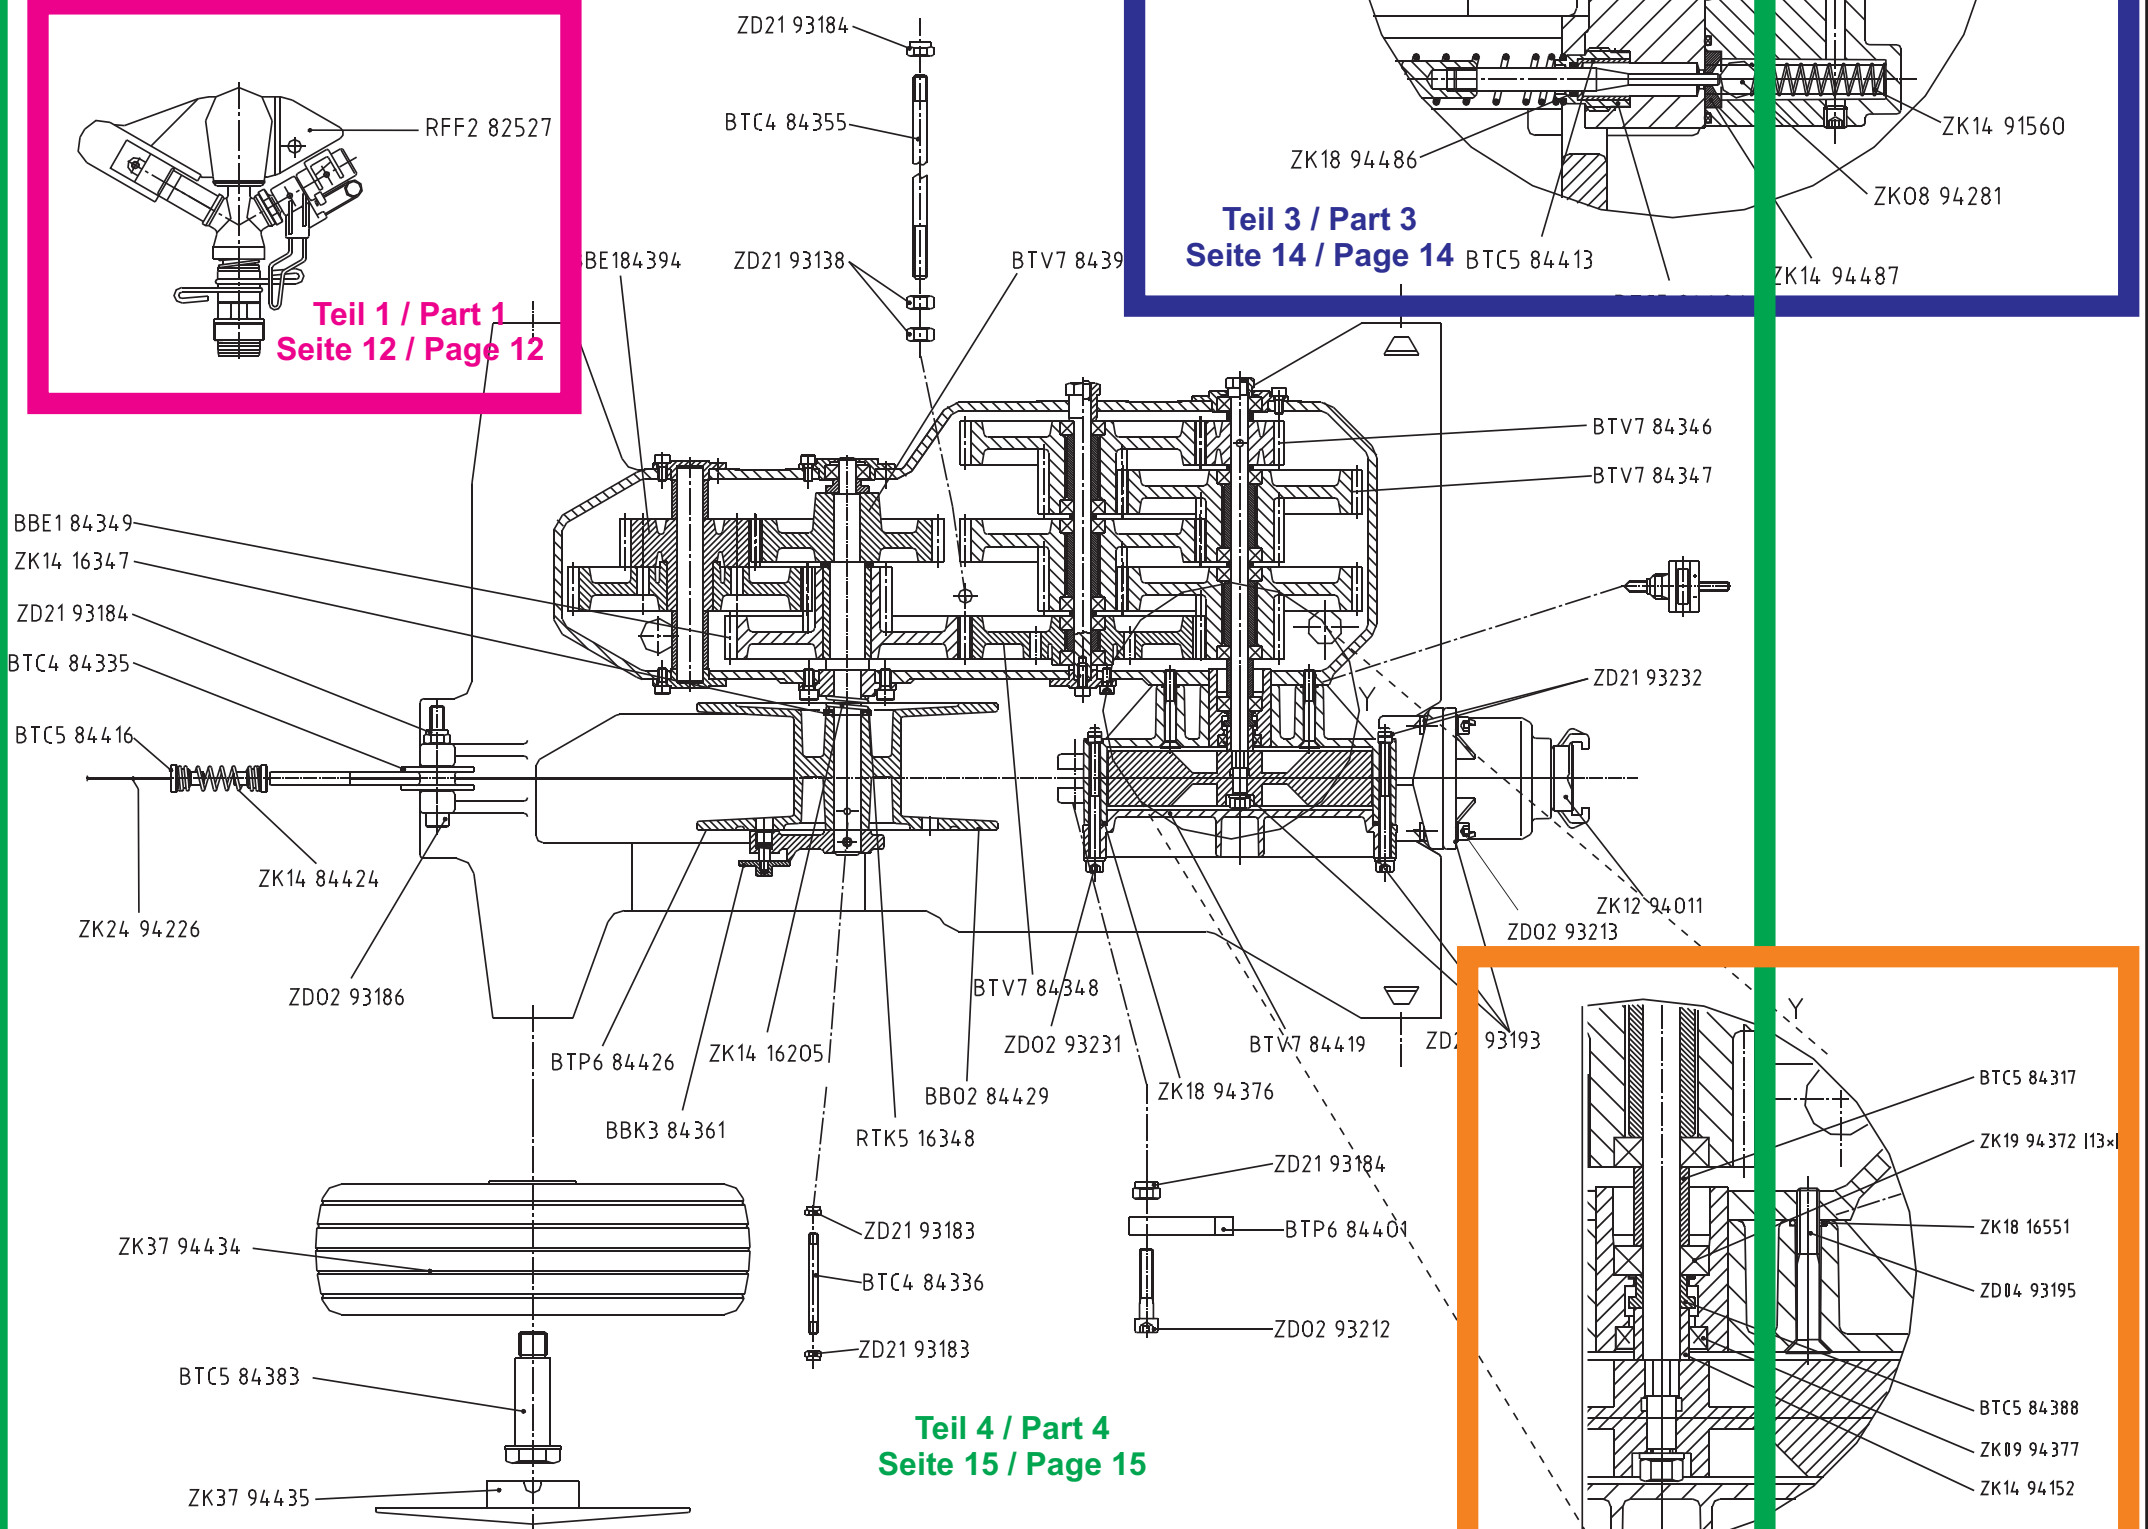 ZD21 93184
RFF2 82527
BTC4 84355
ZK14 91560
ZK18 94486
ZK08 94281
Teil 3 / Part 3
Seite 14 / Page 14
BTC5 84413
ZK14 94487
BBE184394
ZD21 93138
BTV7 8439
Teil 1 / Part 1
Seite 12 / Page 12
BTV7 84346
BTV7 84347
BBE1 84349
ZK14 16347
ZD21 93184
BTC4 84335
ZD21 93232
Y
BTC5 84416
ZK14 84424
ZK24 94226
ZK12 94011
ZD02 93213
ZD02 93186
BTV7 84348
ZD02 93231
BTV7 84419
ZD21 93193
BTP6 84426
ZK14 16205
BB02 84429
ZK18 94376
BBK3 84361
RTK5 16348
Y
BTC5 84317
ZK19 94372 (13x
ZK18 16551
ZD04 93195
ZD21 93184
BTP6 84401
ZD02 93212
ZK37 94434
ZD21 93183
BTC4 84336
ZD21 93183
BTC5 84383
BTC5 84388
ZK09 94377
ZK14 94152
Teil 4 / Part 4
Seite 15 / Page 15
ZK37 94435